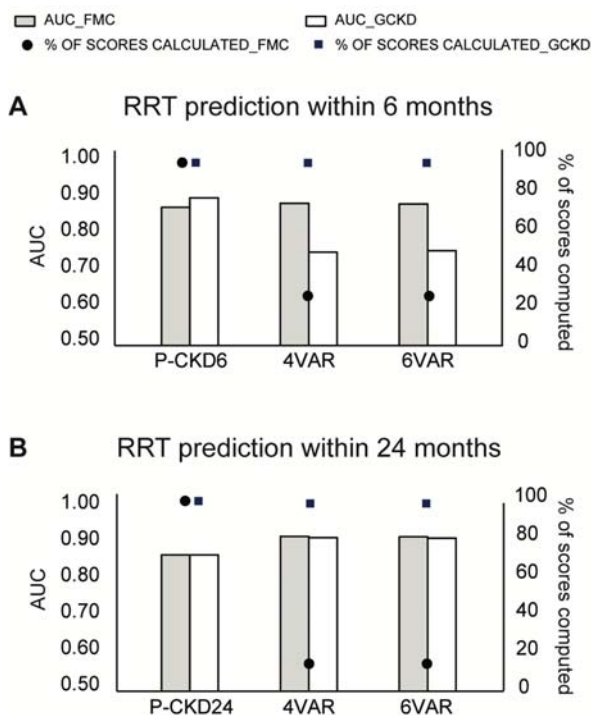 AUC_FMC AUC_GCKD
% OF SCORES CALCULATED_FMC % OF SCORES CALCULATED_GCKD
A RRT prediction within 6 months
1.00
0.90
0.80
0.70
0.60
0.50
AUC
100
80
60
40
20
0
% of scores computed
P-CKD6 4VAR 6VAR
B RRT prediction within 24 months
1.00
0.90
0.80
0.70
0.60
0.50
AUC
100
80
60
40
20
0
% of scores computed
P-CKD24 4VAR 6VAR